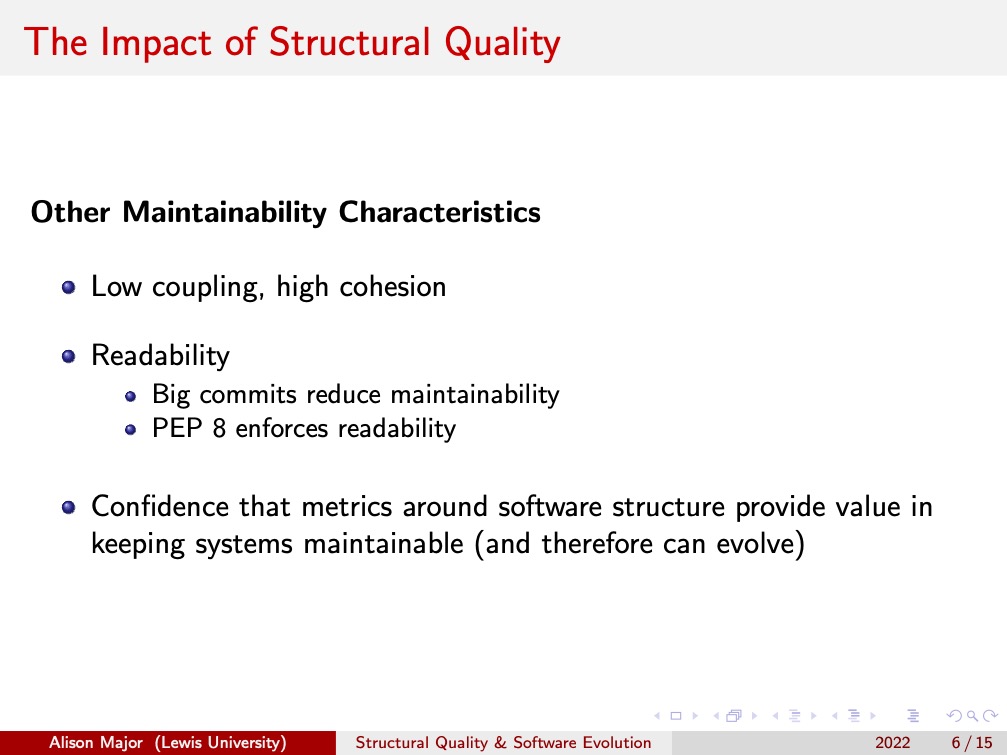 The Impact of Structural Quality
Other Maintainability Characteristics
Low coupling, high cohesion
Readability
Big commits reduce maintainability
PEP 8 enforces readability
Confidence that metrics around software structure provide value in
keeping systems maintainable (and therefore can evolve)
Alison Major (Lewis University)
Structural Quality & Software Evolution
2022
6 / 15